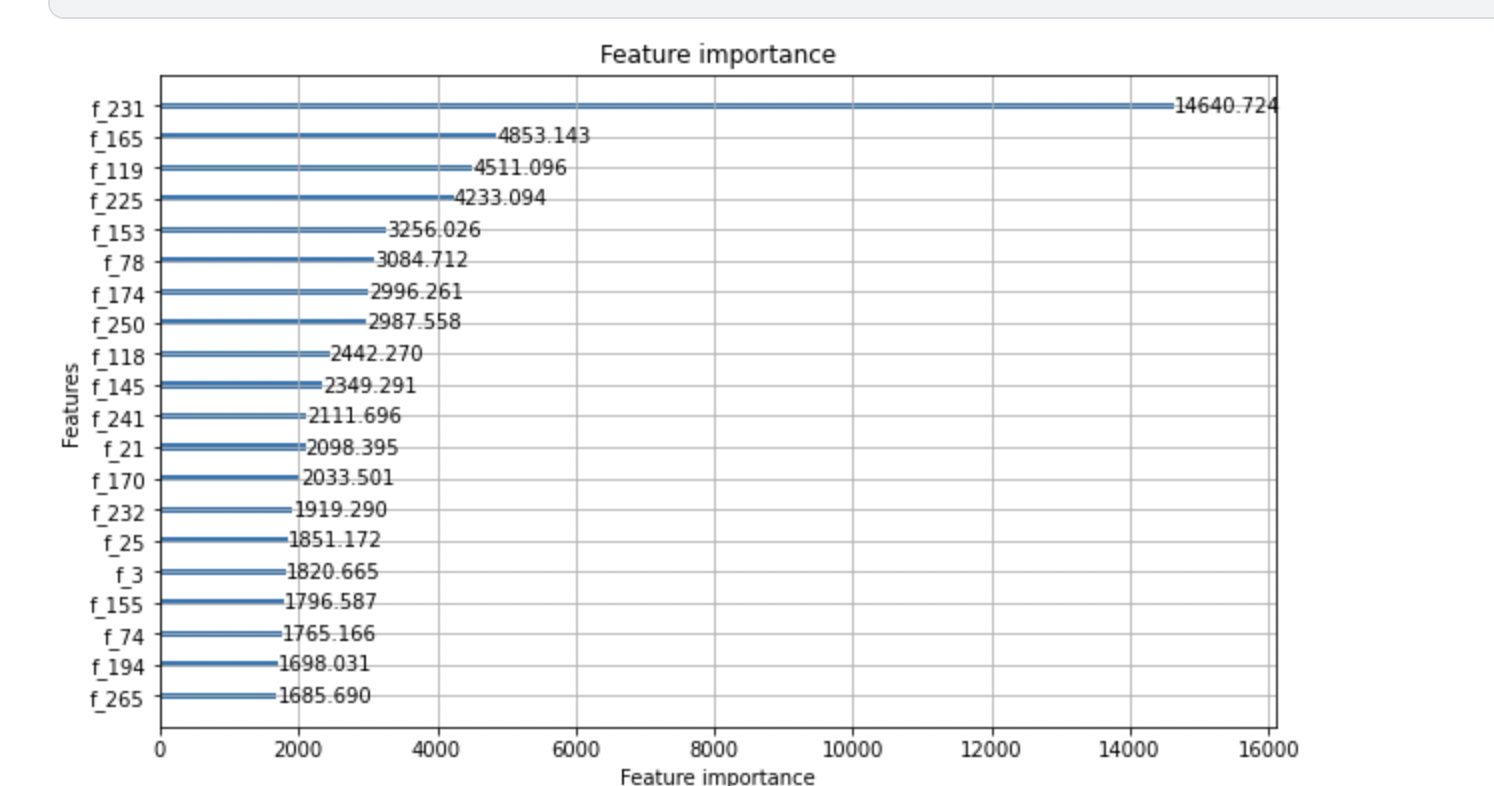 Feature importance
f_231 14640.724
f_165 4853.143
f_119 4511.096
f_225 4233.094
f_153 3256.026
f_78 3084.712
f_174 2996.261
f_250 2987.558
f_118 2442.270
f_145 2349.291
f_241 2111.696
f_21 2098.395
f_170 2033.501
f_232 1919.290
f_25 1851.172
f_3 1820.665
f_155 1796.587
f_74 1765.166
f_194 1698.031
f_265 1685.690
Features
0 2000 4000 6000 8000 10000 12000 14000 16000
Feature importance